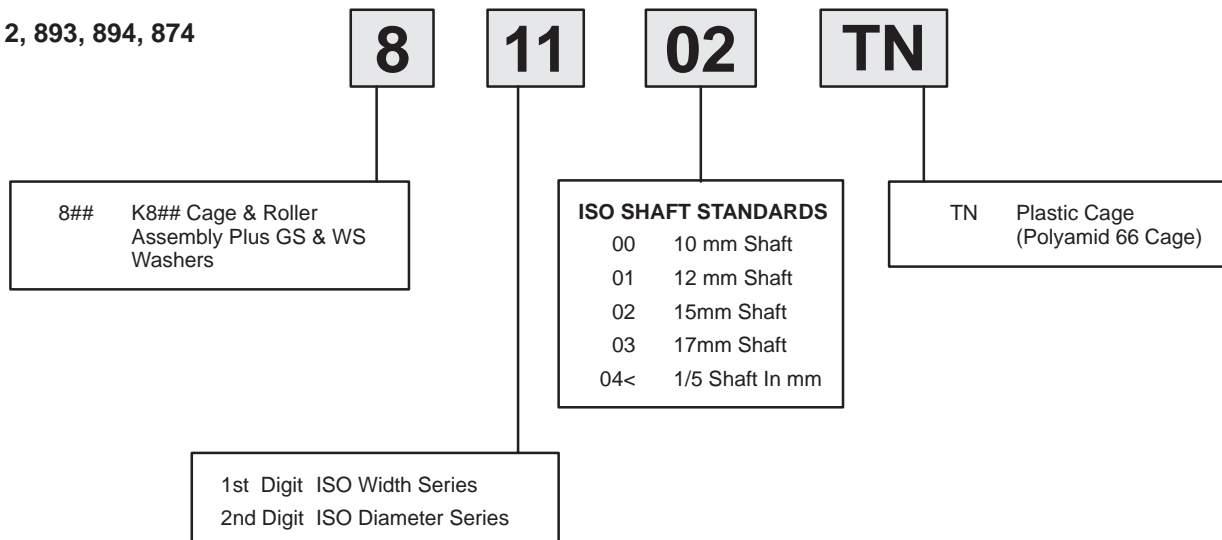 2, 893, 894, 874
8 11 02 TN
8## K8## Cage & Roller
Assembly Plus GS & WS
Washers
ISO SHAFT STANDARDS
00 10 mm Shaft
01 12 mm Shaft
02 15mm Shaft
03 17mm Shaft
04< 1/5 Shaft In mm
TN Plastic Cage
(Polyamid 66 Cage)
1st Digit ISO Width Series
2nd Digit ISO Diameter Series